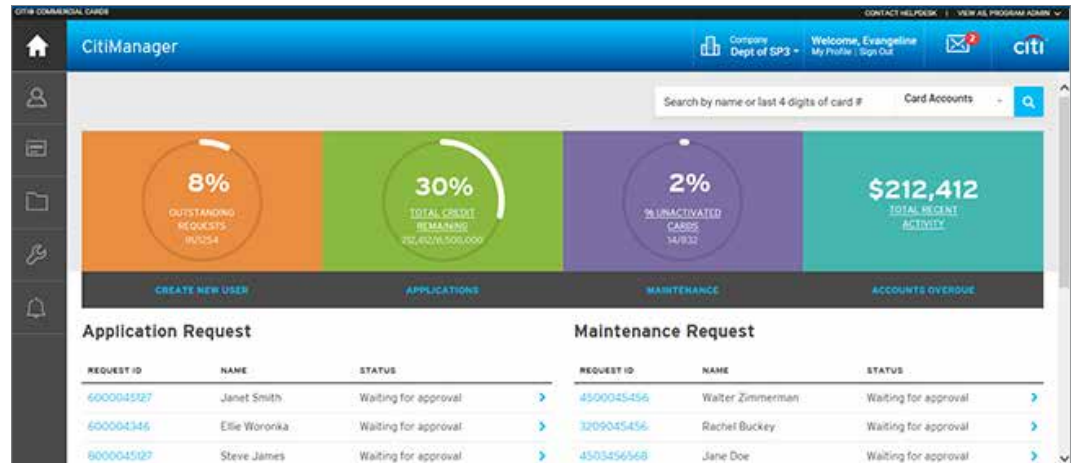 CITI® COMMERCIAL CARDS
CONTACT HELPDESK | VIEW AS, PROGRAM ADMIN
CitiManager
Company
Dept of SP3
Welcome, Evangeline
My Profile | Sign Out
2
citi
Search by name or last 4 digits of card #
Card Accounts
8%
OUTSTANDING
REQUESTS
30%
TOTAL CREDIT
REMAINING
2%
% UNACTIVATED
CARDS
14/832
$212,412
TOTAL RECENT
ACTIVITY
CREATE NEW USER
APPLICATIONS
MAINTENANCE
ACCOUNTS OVERDUE
Application Request
REQUEST ID NAME STATUS
6000045127 Janet Smith Waiting for approval
600004346 Ellie Woronka Waiting for approval
6000045127 Steve James Waiting for approval
Maintenance Request
REQUEST ID NAME STATUS
4500045456 Walter Zimmerman Waiting for approval
3209045456 Rachel Buckey Waiting for approval
4503456568 Jane Doe Waiting for approval